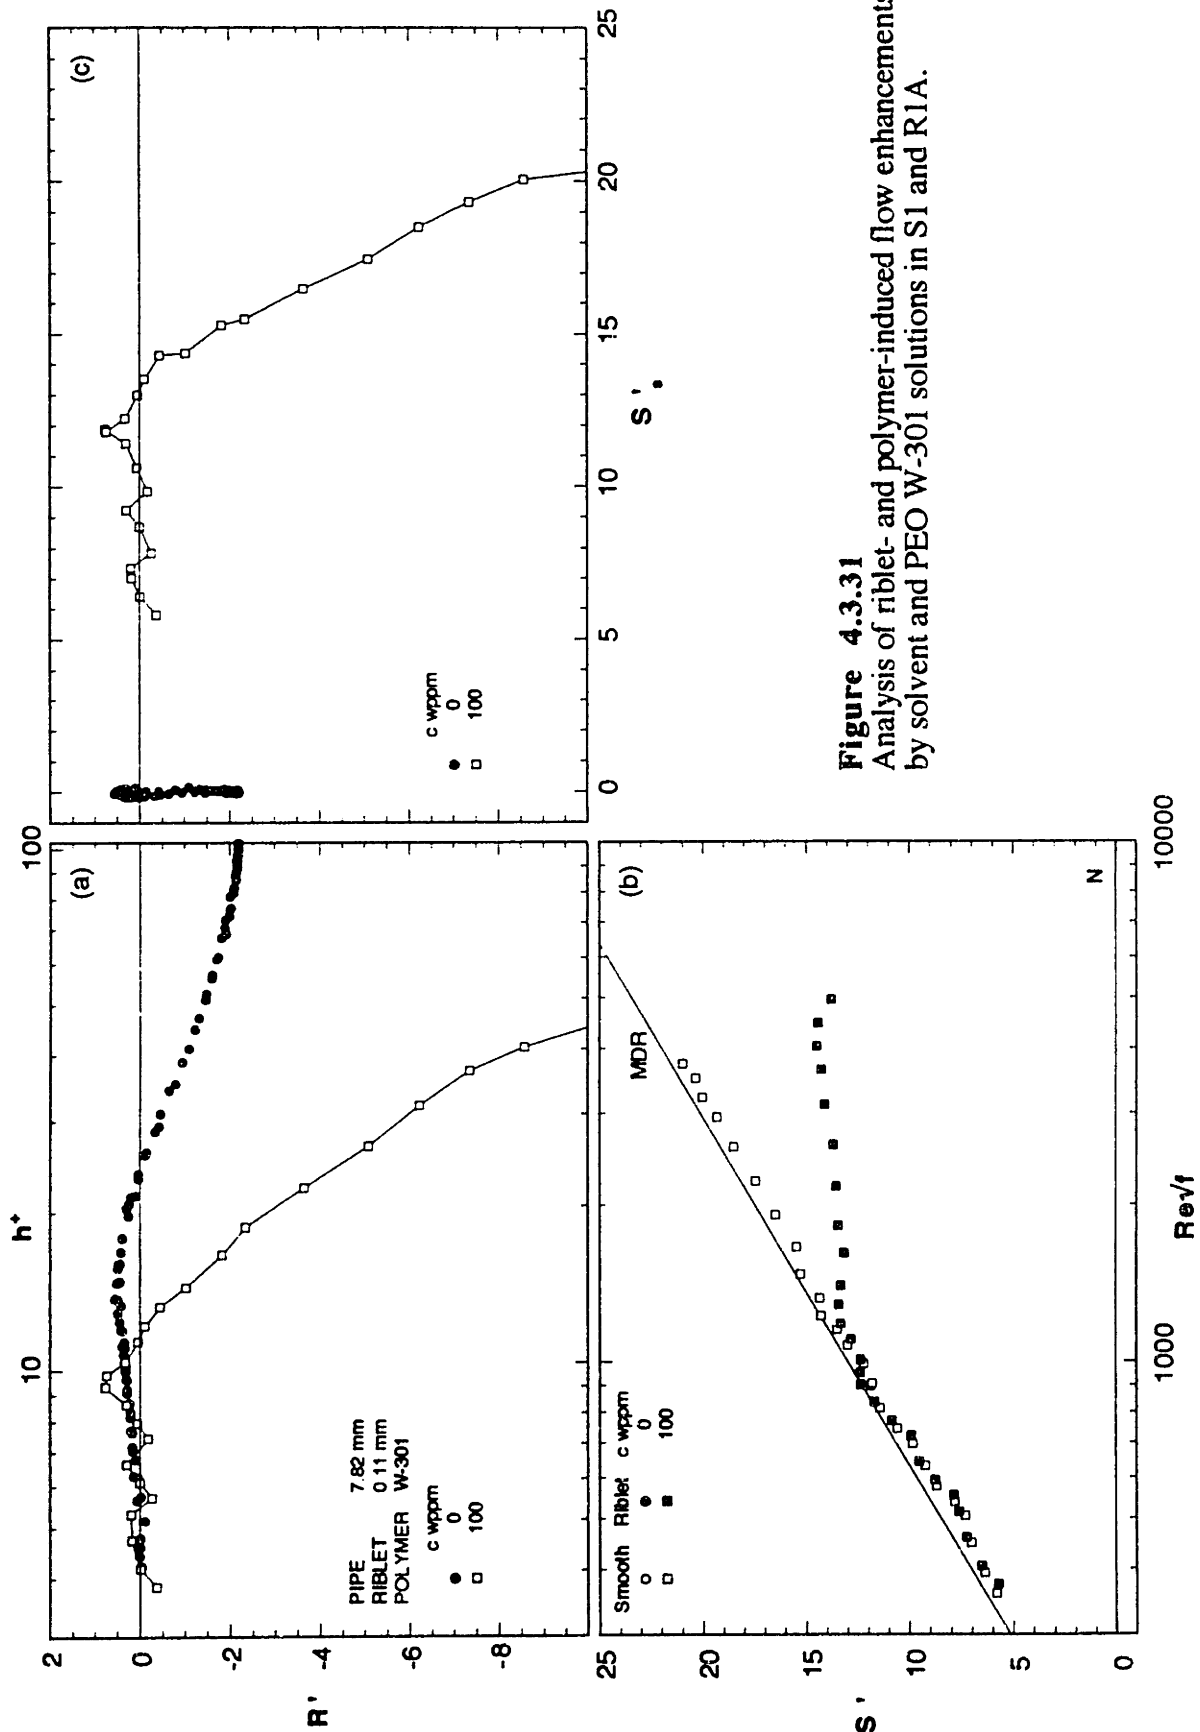 (a)
h⁺
10
100
2
0
-2
-4
-6
-8
R'
PIPE 7.82 mm
RIBLET 0.11 mm
POLYMER W-301
c wppm
● 0
□ 100
(c)
c wppm
● 0
□ 100
0
5
10
15
20
25
S'
(b)
MDR
N
Smooth Riblet c wppm
○ ● 0
□ ■ 100
25
20
15
10
5
0
S'
1000
10000
Re√f
Figure 4.3.31
Analysis of riblet- and polymer-induced flow enhancements
by solvent and PEO W-301 solutions in S1 and R1A.